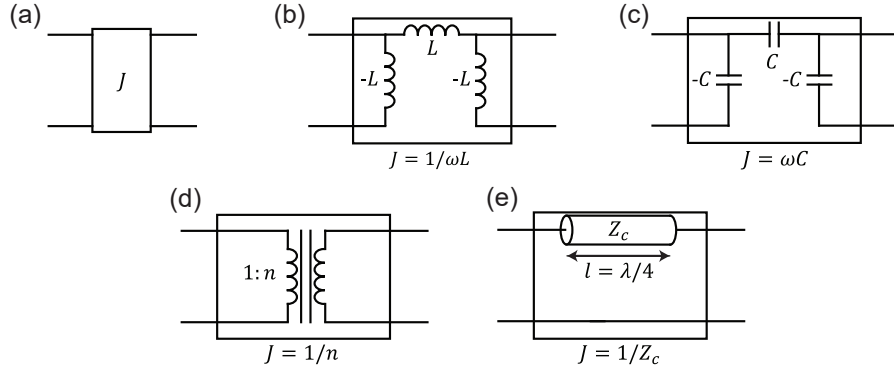 (a)
J
(b)
L
-L
-L
J = 1/ωL
(c)
C
-C
-C
J = ωC
(d)
1:n
J = 1/n
(e)
Z_c
l = λ/4
J = 1/Z_c